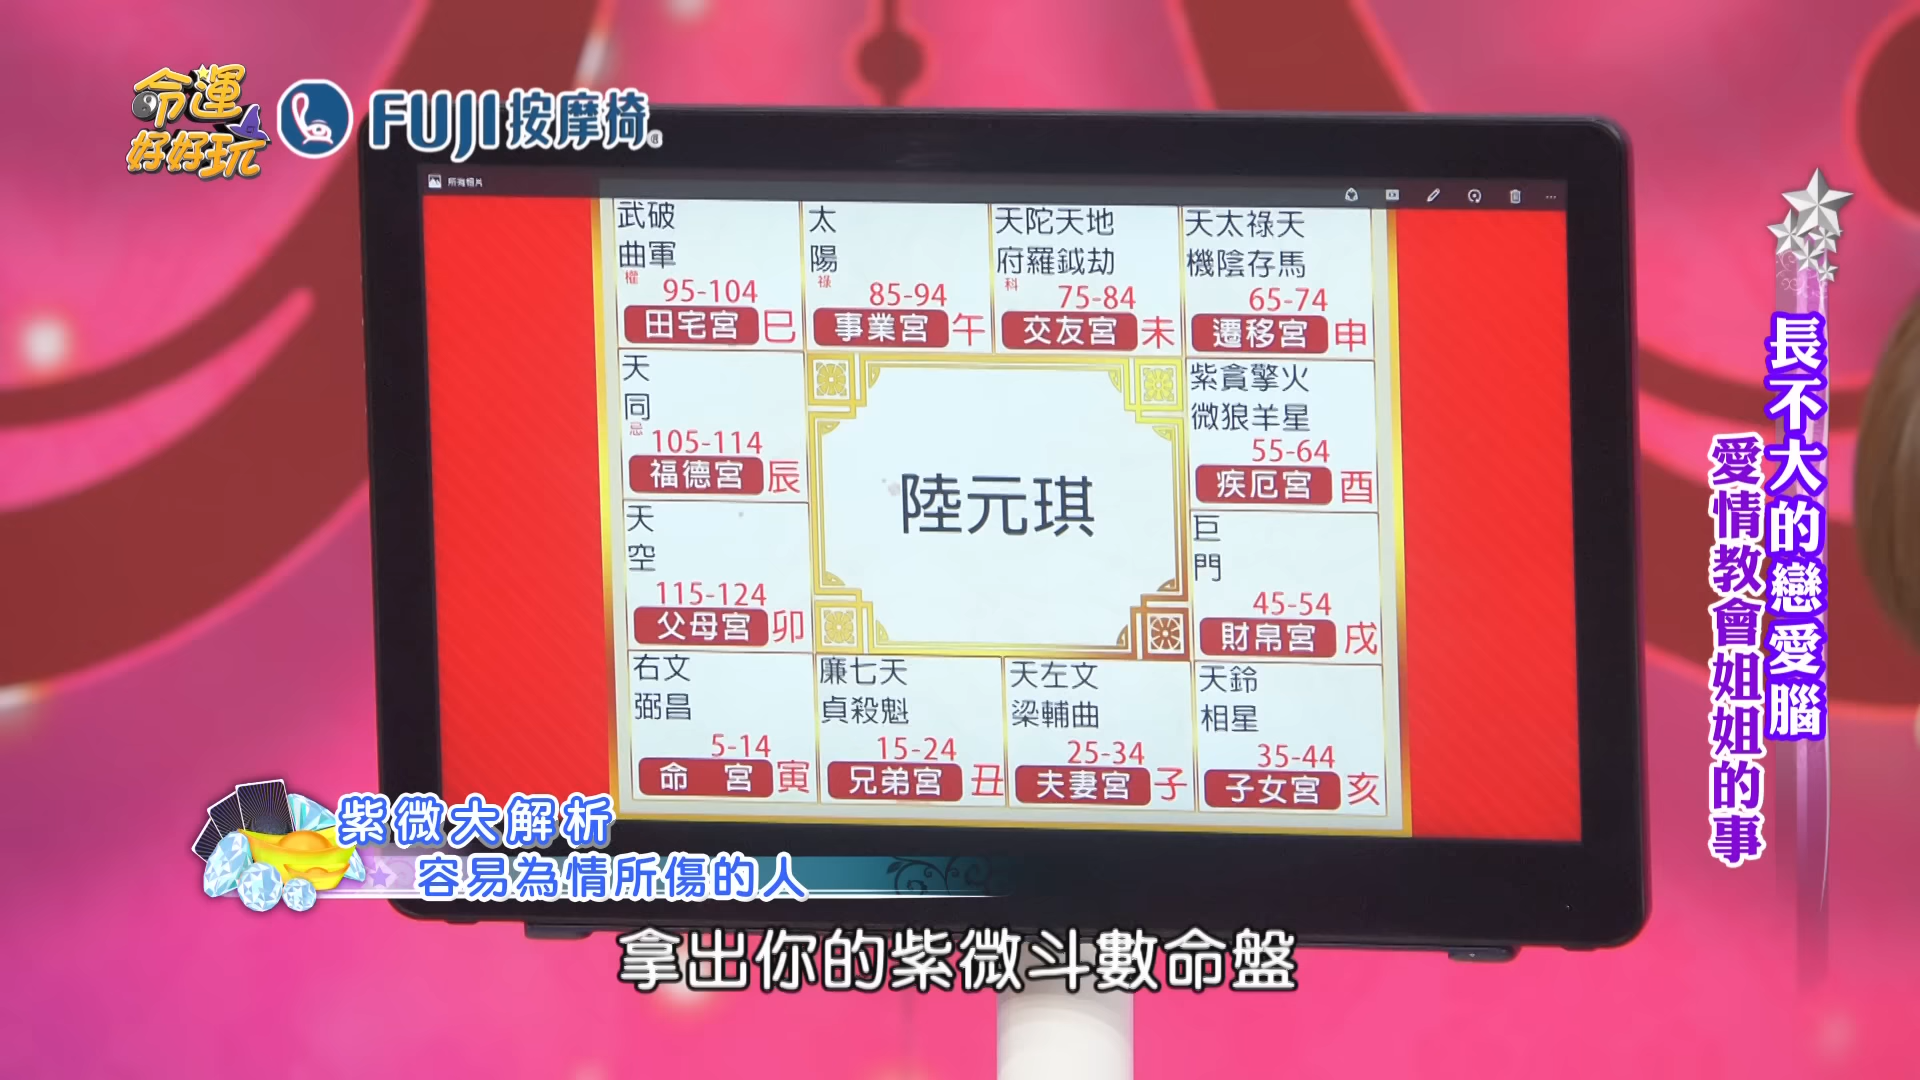 命運
好好玩
FUJI按摩椅
所有相片
武破
曲軍
權
95-104
田宅宮 巳
太
陽
祿
85-94
事業宮 午
天陀天地
府羅鉞劫
科
75-84
交友宮 未
天太祿天
機陰存馬
65-74
遷移宮 申
天
同
忌
105-114
福德宮 辰
紫貪擎火
微狼羊星
55-64
疾厄宮 酉
陸元琪
天
空
115-124
父母宮 卯
巨
門
45-54
財帛宮 戌
右文
弼昌
5-14
命 宮 寅
廉七天
貞殺魁
15-24
兄弟宮 丑
天左文
梁輔曲
25-34
夫妻宮 子
天鈴
相星
35-44
子女宮 亥
長不大的戀愛腦
愛情教會姐姐的事
紫微大解析
容易為情所傷的人
拿出你的紫微斗數命盤